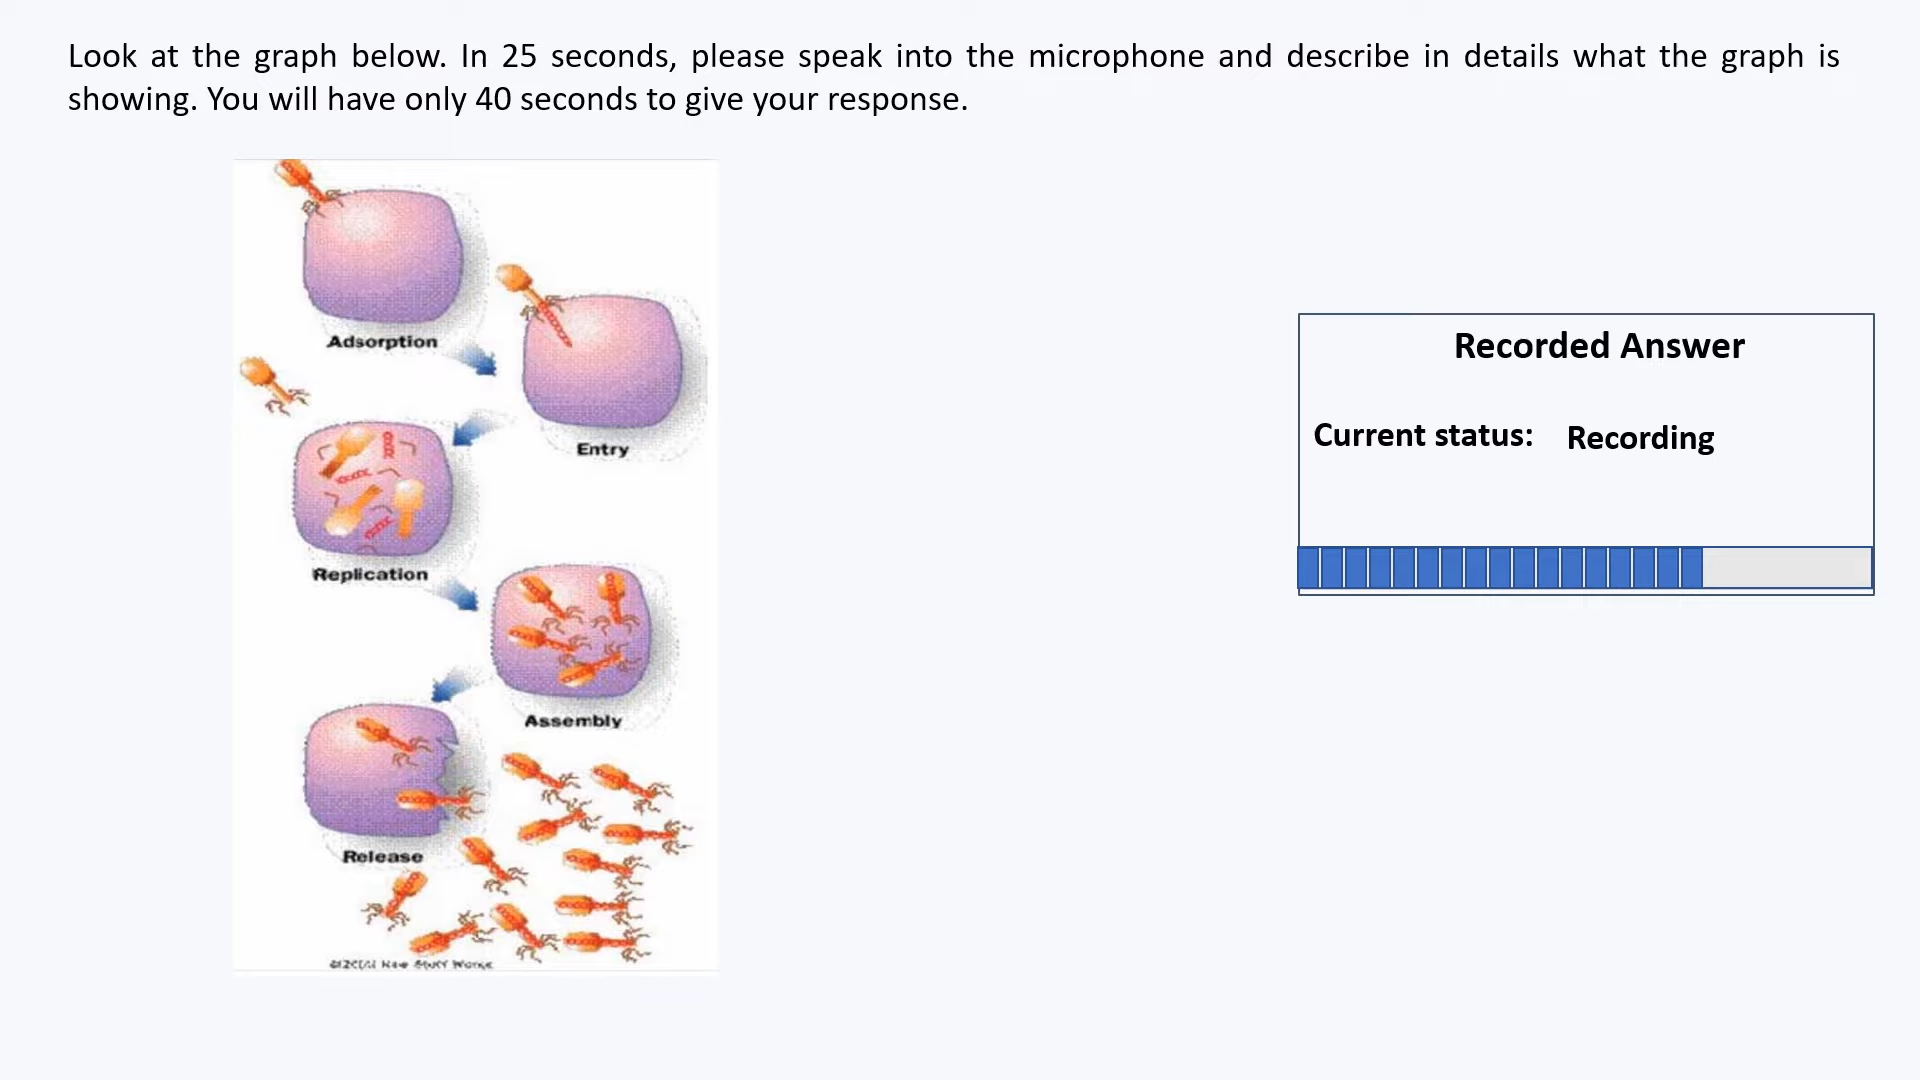 Look at the graph below. In 25 seconds, please speak into the microphone and describe in details what the graph is
showing. You will have only 40 seconds to give your response.
Adsorption
Entry
Replication
Assembly
Release
Recorded Answer
Current status: Recording